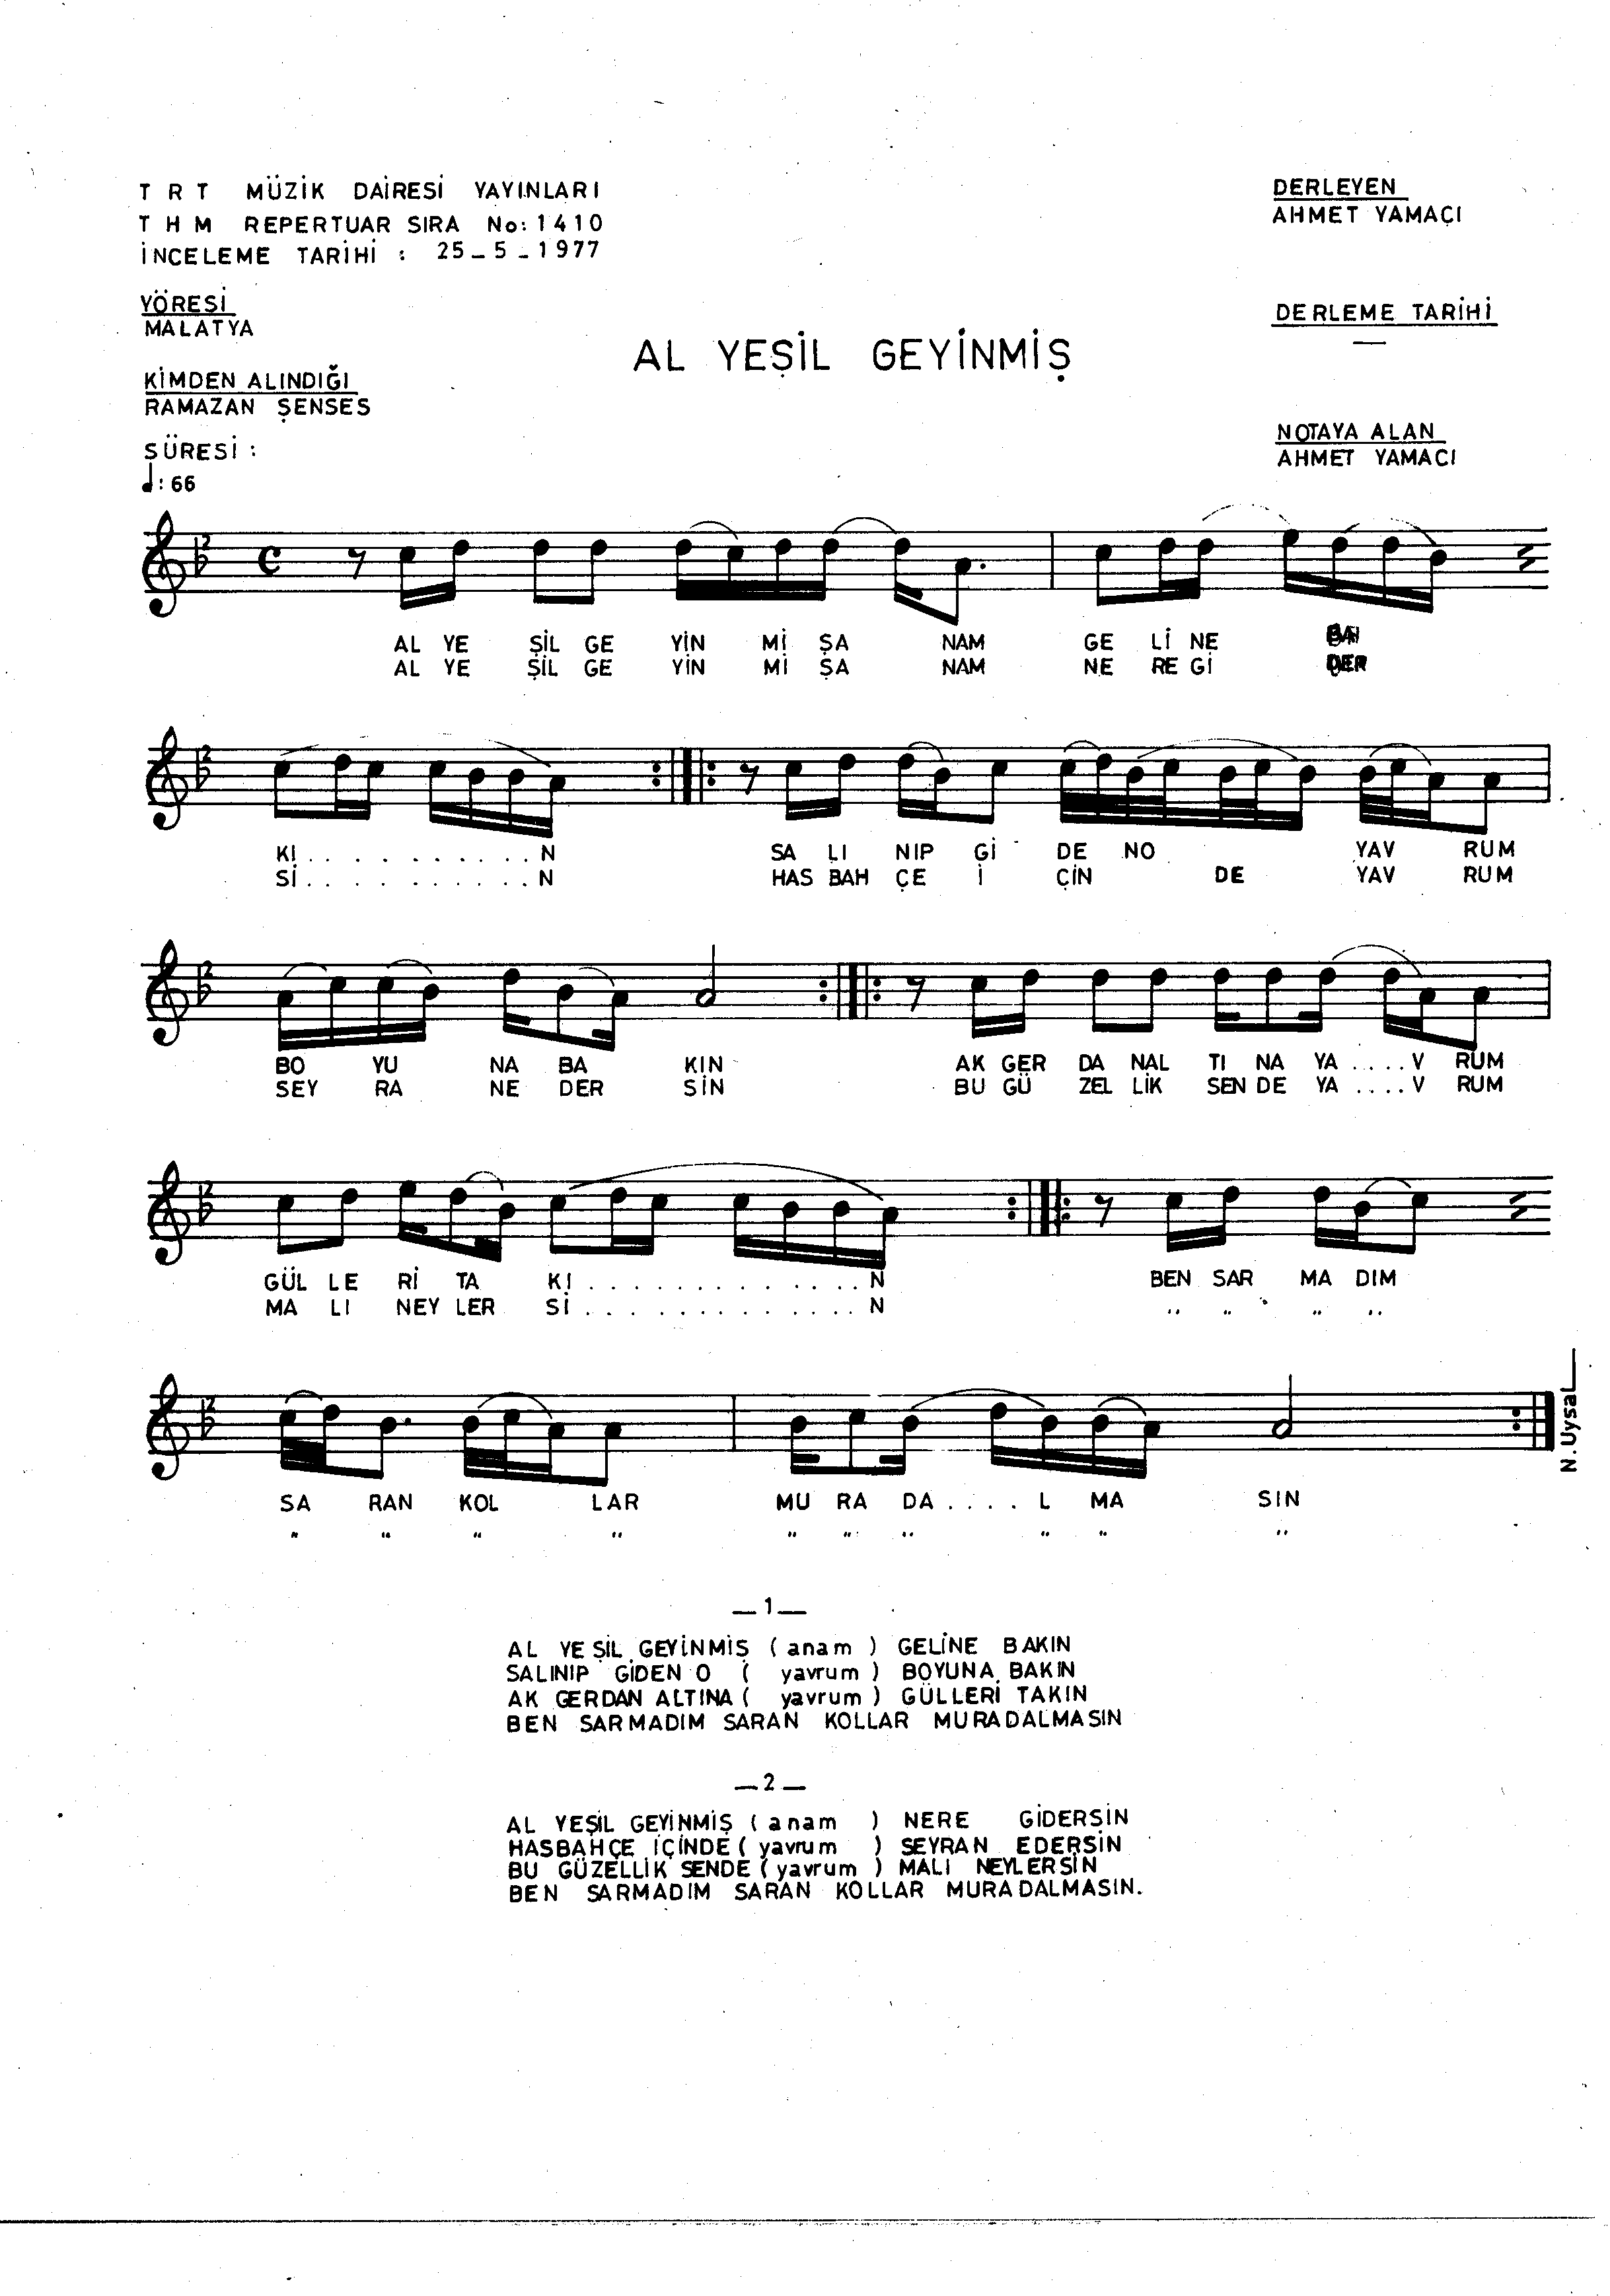 T R T MÜZİK DAİRESİ YAYINLARI
T H M REPERTUAR SIRA No: 1410
İNCELEME TARİHİ : 25_5_1977
DERLEYEN
AHMET YAMAÇI
YÖRESİ
MALATYA
DERLEME TARİHİ
—
AL YEŞİL GEYİNMİŞ
KİMDEN ALINDIĞI
RAMAZAN ŞENSES
NOTAYA ALAN
AHMET YAMACI
SÜRESİ :
: 66
AL YE ŞİL GE YİN Mİ ŞA NAM GE Lİ NE
AL YE ŞİL GE YİN Mİ ŞA NAM NE RE Gİ DER
KI . . . . . . . . . . N SA LI NIP Gİ DE NO YAV RUM
Sİ . . . . . . . . . . N HAS BAH ÇE İ ÇİN DE YAV RUM
BO YU NA BA KIN AK GER DA NAL TI NA YA . . . . . V RUM
SEY RA NE DER SİN BU GÜ ZEL LİK SEN DE YA . . . . V RUM
GÜL LE Rİ TA KI . . . . . . . . . . . . . N BEN SAR MA DIM
MA LI NEY LER Sİ . . . . . . . . . . . . . N " " " "
SA RAN KOL LAR MU RA DA . . . . L MA SIN
" " " " " " " " " "
N. Uysal
— 1 —
AL YEŞİL GEYİNMİŞ ( anam ) GELİNE BAKIN
SALINIP GİDEN O ( yavrum ) BOYUNA BAKIN
AK GERDAN ALTINA ( yavrum ) GÜLLERİ TAKIN
BEN SARMADIM SARAN KOLLAR MURADALMASIN
— 2 —
AL YEŞİL GEYİNMİŞ ( anam ) NERE GİDERSİN
HASBAHÇE İÇİNDE ( yavrum ) SEYRAN EDERSİN
BU GÜZELLİK SENDE ( yavrum ) MALI NEYLERSİN
BEN SARMADIM SARAN KOLLAR MURADALMASIN.